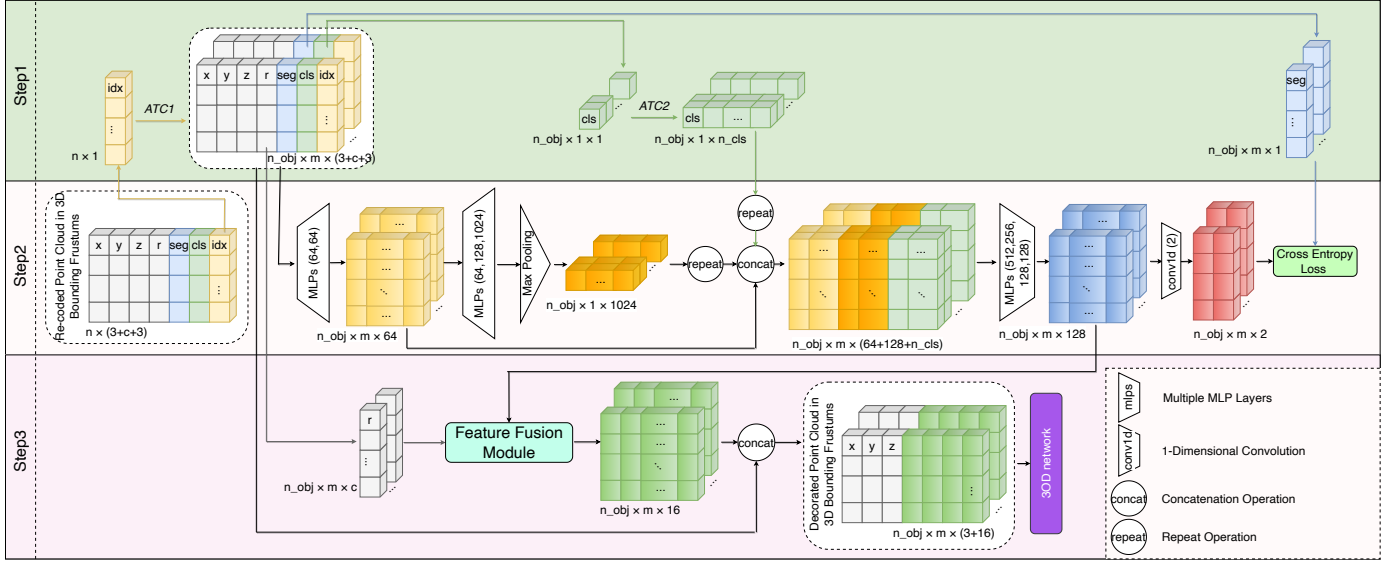 Step1
idx
⋮
n × 1
ATC1
x y z r seg cls idx
⋮
...
n_obj × m × (3+c+3)
cls
...
n_obj × 1 × 1
ATC2
cls ...
...
n_obj × 1 × n_cls
seg
⋮
...
n_obj × m × 1
Step2
Re-coded Point Cloud in 3D
Bounding Frustums
x y z r seg cls idx
⋮
n × (3+c+3)
MLPs (64,64)
...
...
...
⋱
...
...
n_obj × m × 64
MLPs (64,128,1024)
Max Pooling
...
...
n_obj × 1 × 1024
repeat
repeat
concat
... ... ...
⋱ ⋱ ⋱
...
n_obj × m × (64+128+n_cls)
MLPs (512,256,
128,128)
...
...
...
⋱
...
...
n_obj × m × 128
conv1d (2)
...
n_obj × m × 2
Cross Entropy
Loss
Step3
r
⋮
...
n_obj × m × c
Feature Fusion
Module
...
...
...
⋱
...
...
n_obj × m × 16
concat
Decorated Point Cloud in
3D Bounding Frustums
x y z
⋮
...
n_obj × m × (3+16)
3OD network
mlps
Multiple MLP Layers
conv1d
1-Dimensional Convolution
concat
Concatenation Operation
repeat
Repeat Operation